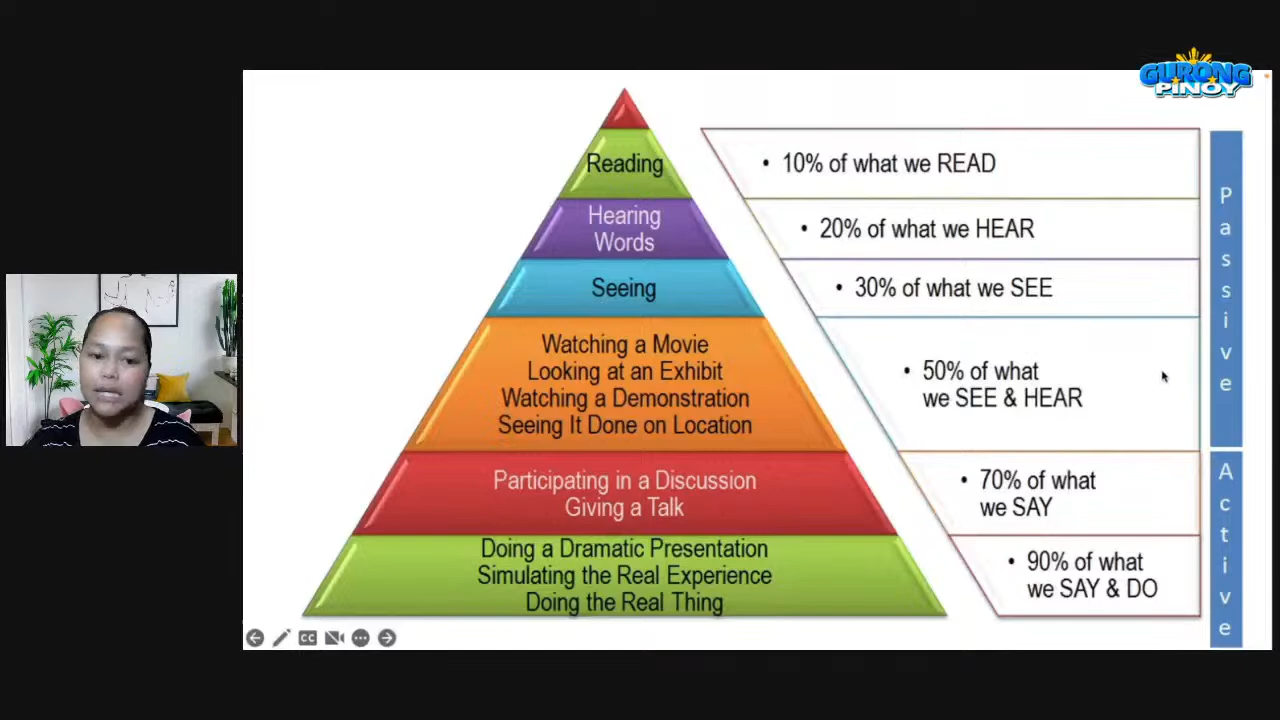 GURONG
PINOY
Reading
• 10% of what we READ
Hearing
Words
• 20% of what we HEAR
Seeing
• 30% of what we SEE
Watching a Movie
Looking at an Exhibit
Watching a Demonstration
Seeing It Done on Location
• 50% of what
we SEE & HEAR
Passive
Participating in a Discussion
Giving a Talk
• 70% of what
we SAY
Doing a Dramatic Presentation
Simulating the Real Experience
Doing the Real Thing
• 90% of what
we SAY & DO
Active
CC